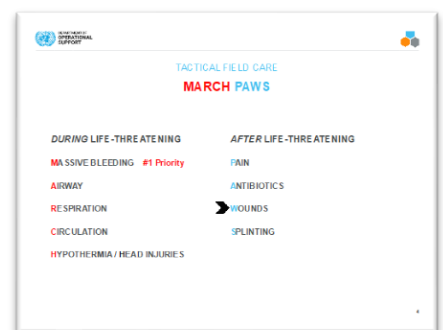 DEPARTMENT OF
OPERATIONAL
SUPPORT
TACTICAL FIELD CARE
MARCH PAWS
DURING LIFE-THREATENING
MASSIVE BLEEDING #1 Priority
AIRWAY
RESPIRATION
CIRCULATION
HYPOTHERMIA / HEAD INJURIES
AFTER LIFE-THREATENING
PAIN
ANTIBIOTICS
WOUNDS
SPLINTING